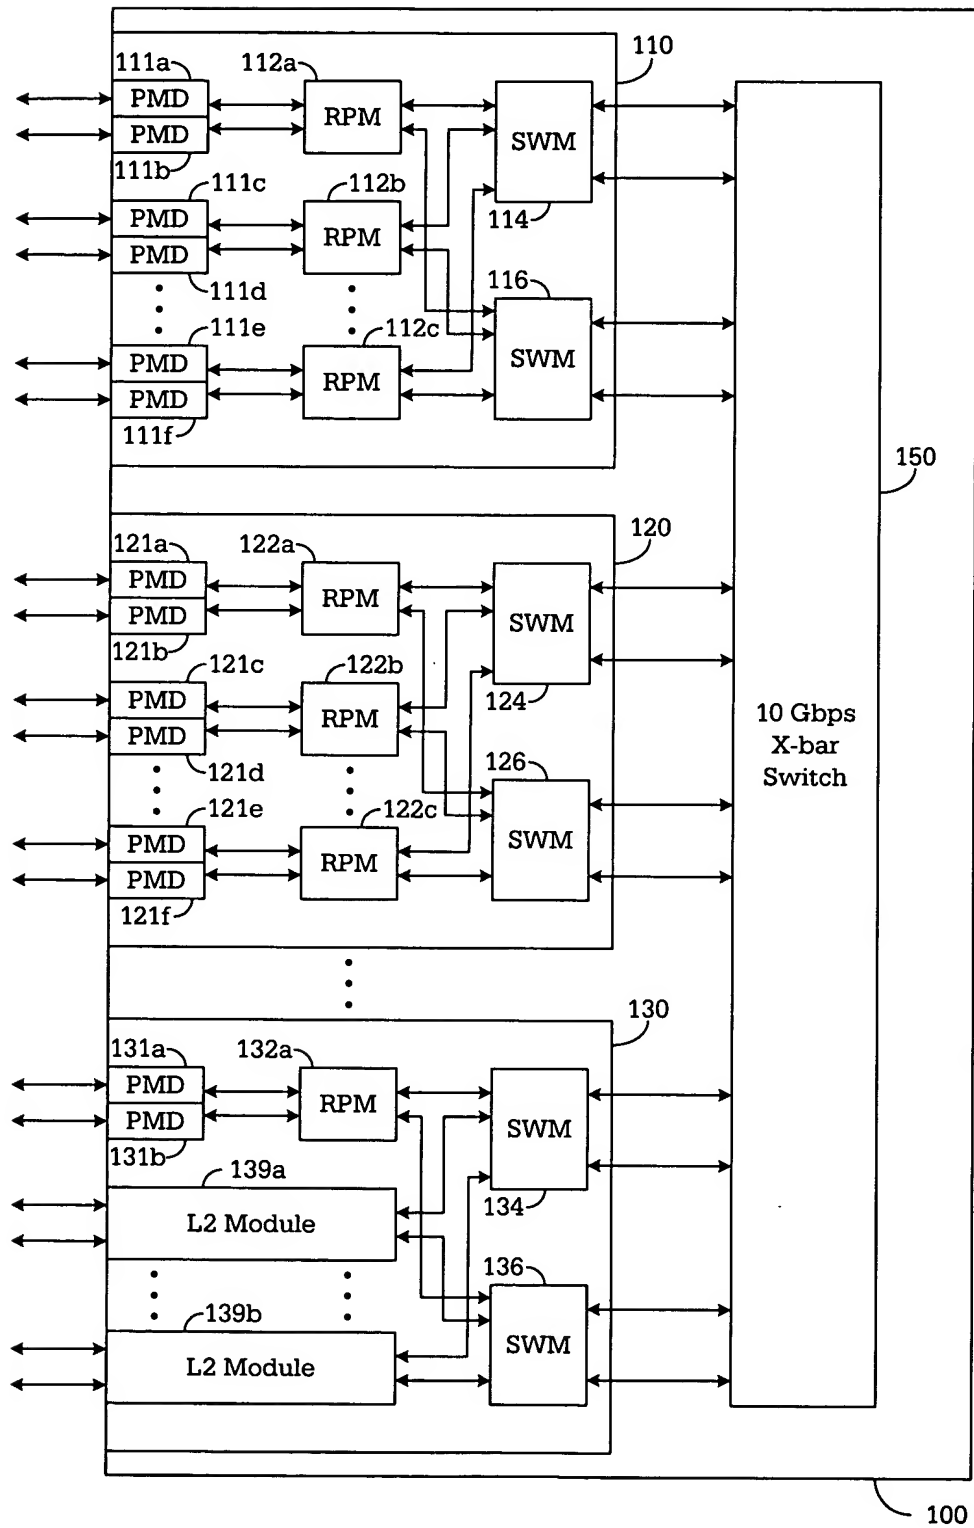 110
111a
112a
PMD
RPM
SWM
PMD
111b
111c
112b
114
PMD
RPM
PMD
111d
116
111e
112c
PMD
RPM
SWM
PMD
111f
150
120
121a
122a
PMD
RPM
SWM
PMD
121b
121c
122b
124
PMD
RPM
PMD
10 Gbps
X-bar
Switch
121d
126
121e
122c
PMD
RPM
SWM
PMD
121f
130
131a
132a
PMD
RPM
SWM
PMD
131b
139a
134
L2 Module
136
139b
L2 Module
SWM
100